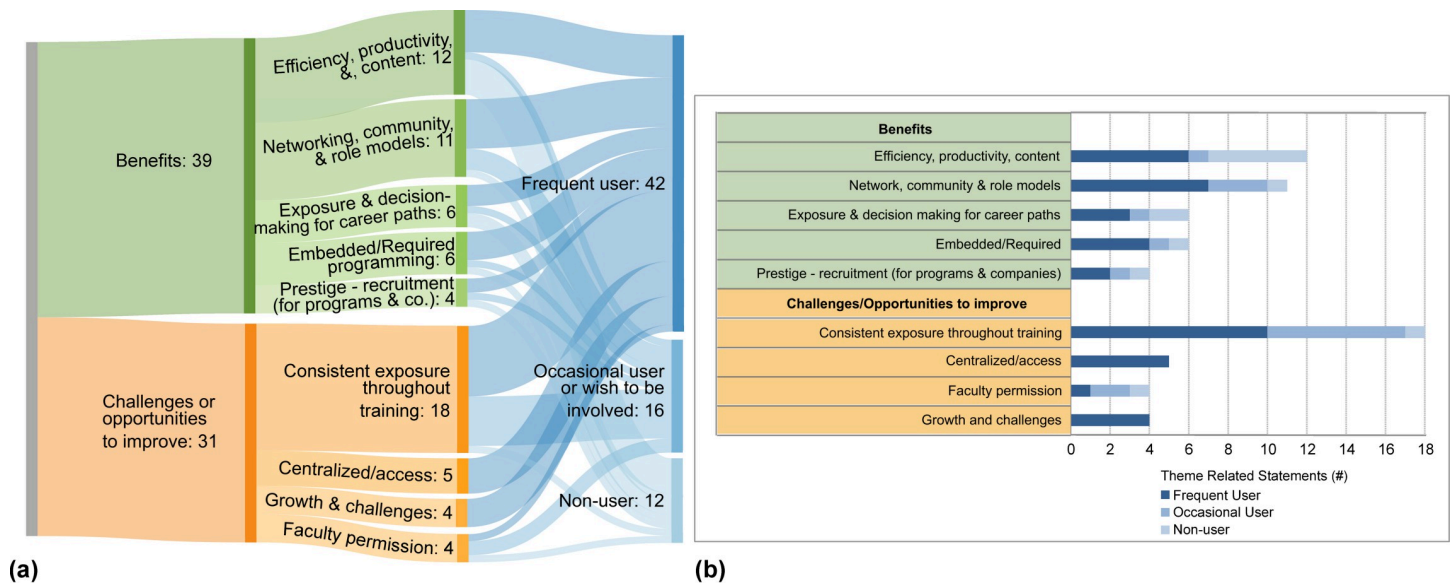 Benefits: 39
Challenges or
opportunities
to improve: 31
Efficiency, productivity,
&, content: 12
Networking, community,
& role models: 11
Exposure & decision-
making for career paths: 6
Embedded/Required
programming: 6
Prestige - recruitment
(for programs & co.): 4
Consistent exposure
throughout
training: 18
Centralized/access: 5
Growth & challenges: 4
Faculty permission: 4
Frequent user: 42
Occasional user
or wish to be
involved: 16
Non-user: 12
(a)
Benefits
Efficiency, productivity, content
Network, community & role models
Exposure & decision making for career paths
Embedded/Required
Prestige - recruitment (for programs & companies)
Challenges/Opportunities to improve
Consistent exposure throughout training
Centralized/access
Faculty permission
Growth and challenges
0 2 4 6 8 10 12 14 16 18
Theme Related Statements (#)
Frequent User
Occasional User
Non-user
(b)